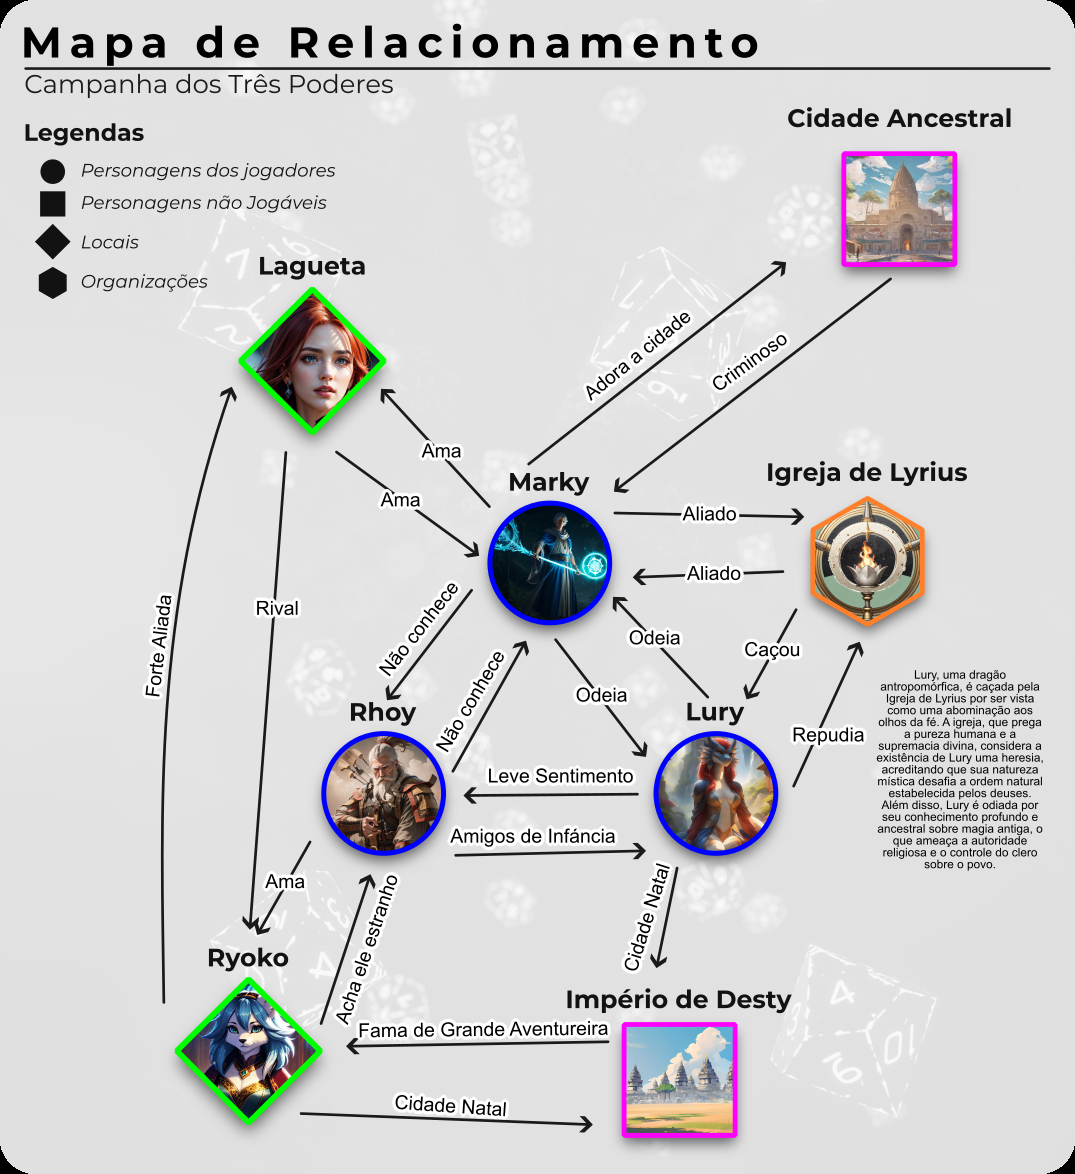 Mapa de Relacionamento
Campanha dos Três Poderes
Legendas
Personagens dos jogadores
Personagens não Jogáveis
Locais
Organizações
Cidade Ancestral
Lagueta
Adora a cidade
Criminoso
Ama
Ama
Marky
Igreja de Lyrius
Aliado
Aliado
Forte Aliada
Rival
Não conhece
Não conhece
Odeia
Odeia
Caçou
Repudia
Lury, uma dragão
antropomórfica, é caçada pela
Igreja de Lyrius por ser vista
como uma abominação aos
olhos da fé. A igreja, que prega
a pureza humana e a
supremacia divina, considera a
existência de Lury uma heresia,
acreditando que sua natureza
mística desafia a ordem natural
estabelecida pelos deuses.
Além disso, Lury é odiada por
seu conhecimento profundo e
ancestral sobre magia antiga, o
que ameaça a autoridade
religiosa e o controle do clero
sobre o povo.
Rhoy
Lury
Leve Sentimento
Amigos de Infância
Ama
Acha ele estranho
Cidade Natal
Ryoko
Império de Desty
Fama de Grande Aventureira
Cidade Natal